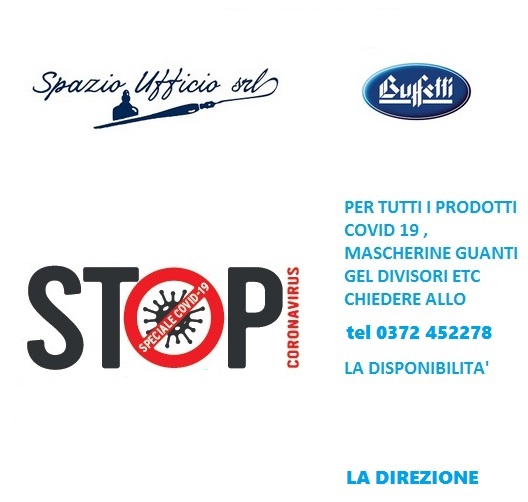 Spazio Ufficio srl
Buffetti
STOP
SPECIALE COVID-19
CORONAVIRUS
PER TUTTI I PRODOTTI
COVID 19 ,
MASCHERINE GUANTI
GEL DIVISORI ETC
CHIEDERE ALLO
tel 0372 452278
LA DISPONIBILITA'
LA DIREZIONE